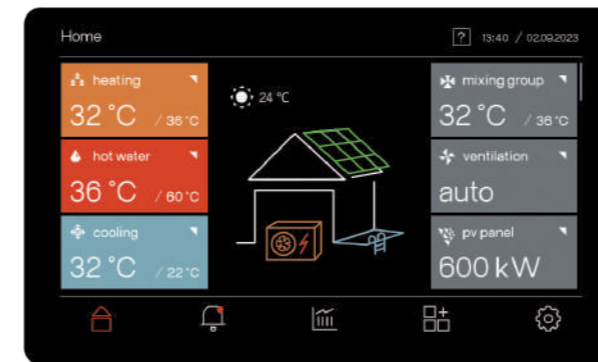 Home
? 13:40 / 02.09.2023
heating
32 °C / 36 °C
24 °C
mixing group
32 °C / 36 °C
hot water
36 °C / 60 °C
ventilation
auto
cooling
32 °C / 22 °C
pv panel
600 kW